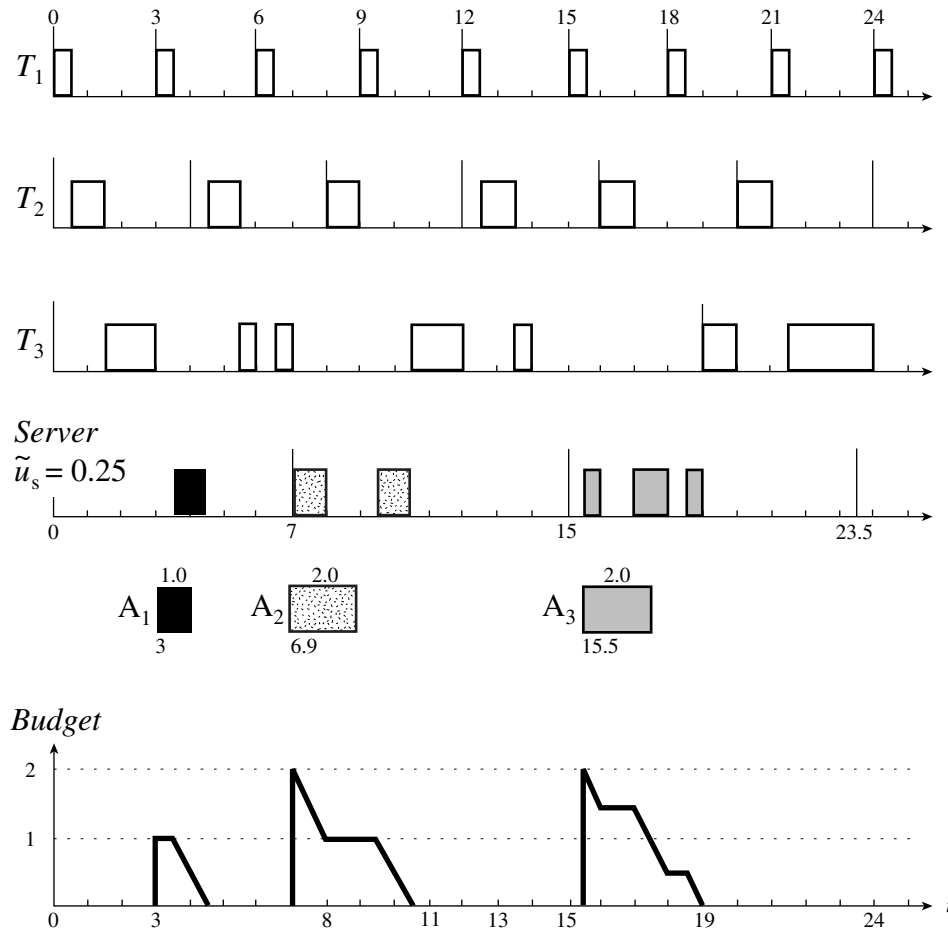 0 3 6 9 12 15 18 21 24
T1
T2
T3
Server
ũs = 0.25
0 7 15 23.5
1.0 2.0 2.0
A1 A2 A3
3 6.9 15.5
Budget
2
1
0 3 8 11 13 15 19 24 t